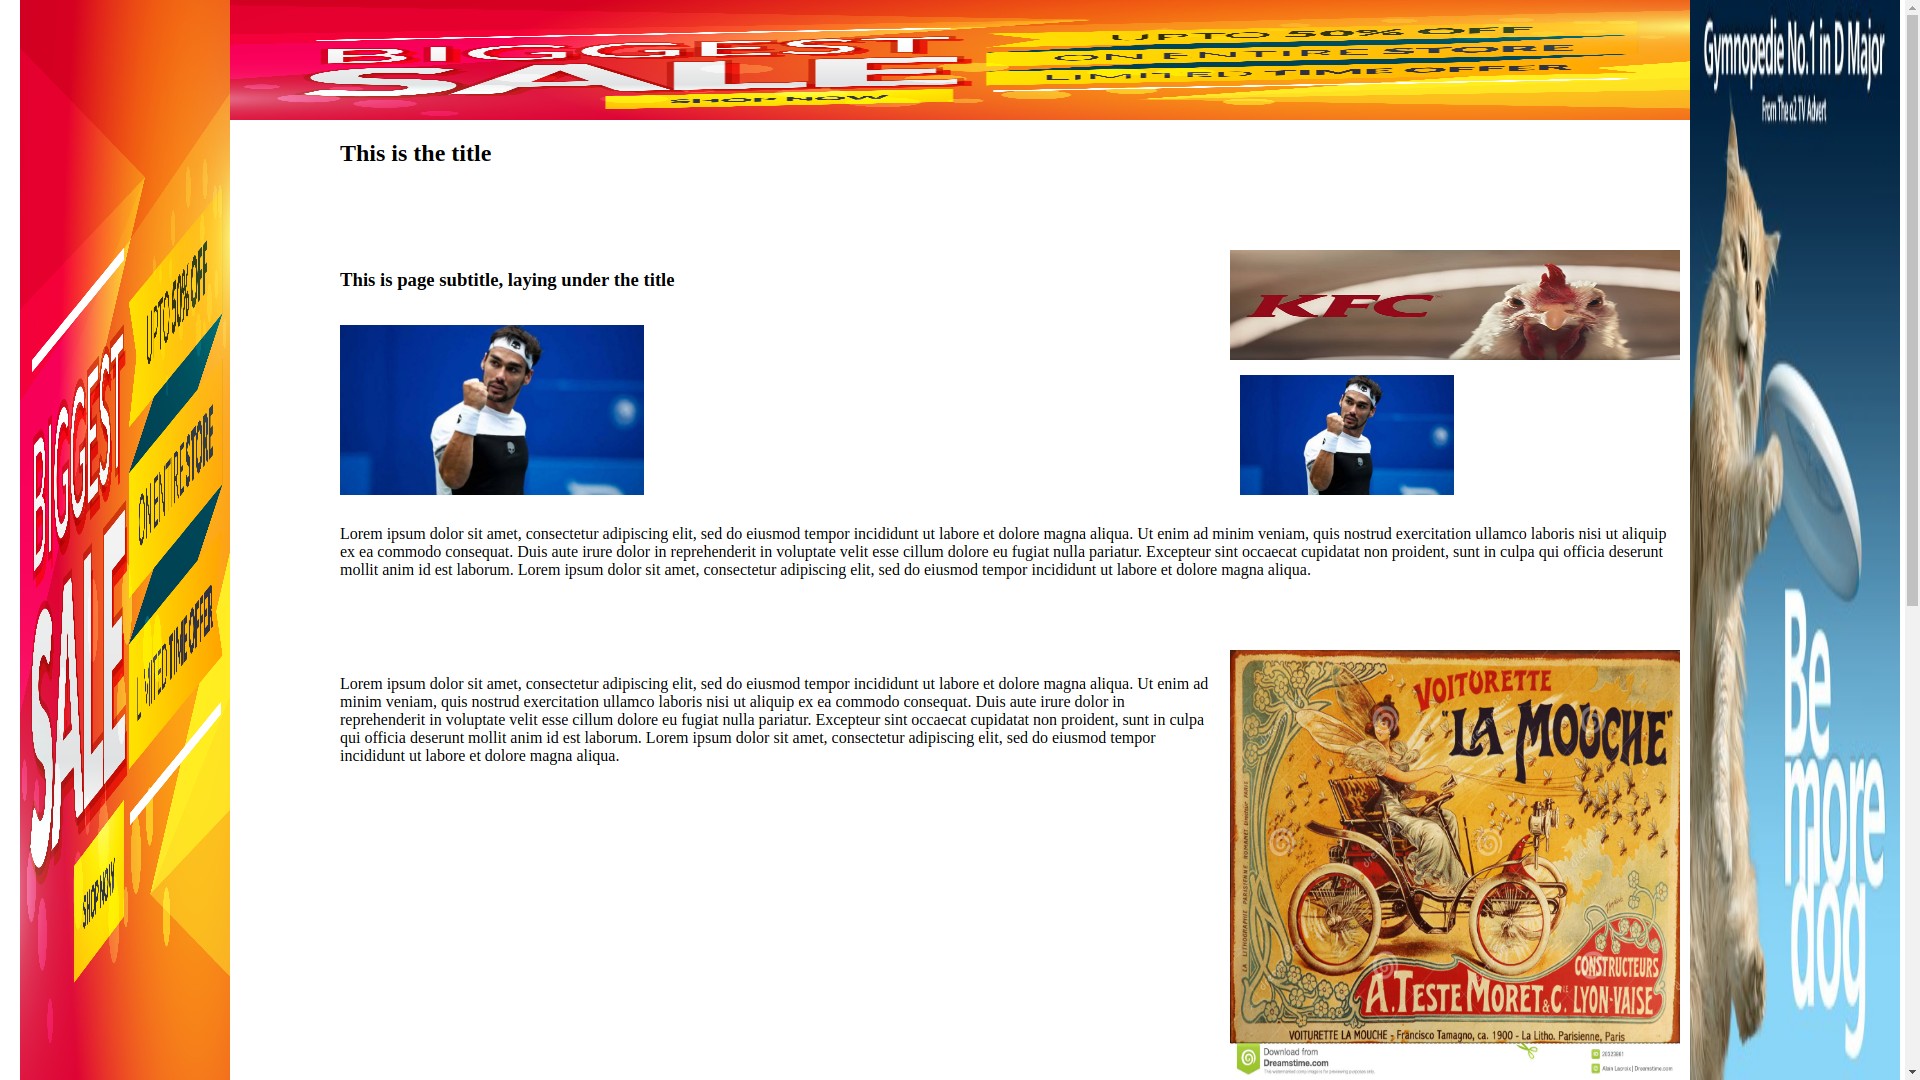 BIGGEST
SALE
SHOP NOW
UPTO 50% OFF
ON ENTIRE STORE
LIMITED TIME OFFER
This is the title
This is page subtitle, laying under the title
KFC
Lorem ipsum dolor sit amet, consectetur adipiscing elit, sed do eiusmod tempor incididunt ut labore et dolore magna aliqua. Ut enim ad minim veniam, quis nostrud exercitation ullamco laboris nisi ut aliquip
ex ea commodo consequat. Duis aute irure dolor in reprehenderit in voluptate velit esse cillum dolore eu fugiat nulla pariatur. Excepteur sint occaecat cupidatat non proident, sunt in culpa qui officia deserunt
mollit anim id est laborum. Lorem ipsum dolor sit amet, consectetur adipiscing elit, sed do eiusmod tempor incididunt ut labore et dolore magna aliqua.
Lorem ipsum dolor sit amet, consectetur adipiscing elit, sed do eiusmod tempor incididunt ut labore et dolore magna aliqua. Ut enim ad
minim veniam, quis nostrud exercitation ullamco laboris nisi ut aliquip ex ea commodo consequat. Duis aute irure dolor in
reprehenderit in voluptate velit esse cillum dolore eu fugiat nulla pariatur. Excepteur sint occaecat cupidatat non proident, sunt in culpa
qui officia deserunt mollit anim id est laborum. Lorem ipsum dolor sit amet, consectetur adipiscing elit, sed do eiusmod tempor
incididunt ut labore et dolore magna aliqua.
VOITURETTE
"LA MOUCHE"
CONSTRUCTEURS
A. TESTE MORET & Cie. LYON-VAISE
VOITURETTE LA MOUCHE - Francisco Tamagno, ca. 1900 - La Litho. Parisienne, Paris
Download from
Dreamstime.com
Alain Lacroix | Dreamstime.com
BIGGEST
SALE
SHOP NOW
UPTO 50% OFF
ON ENTIRE STORE
LIMITED TIME OFFER
Gymnopedie No.1 in D Major
From The o2 TV Advert
Be
more
dog